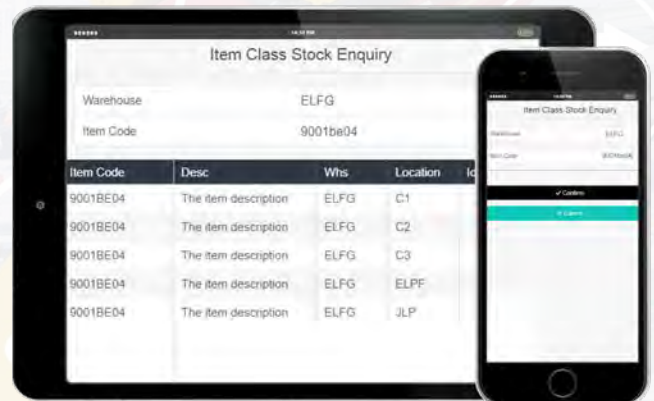 Item Class Stock Enquiry
Warehouse ELFG
Item Code 9001be04
Item Code Desc Whs Location
9001BE04 The item description ELFG C1
9001BE04 The item description ELFG C2
9001BE04 The item description ELFG C3
9001BE04 The item description ELFG ELPF
9001BE04 The item description ELFG JLP
Item Class Stock Enquiry
Warehouse ELFG
Item Code
✓ Confirm